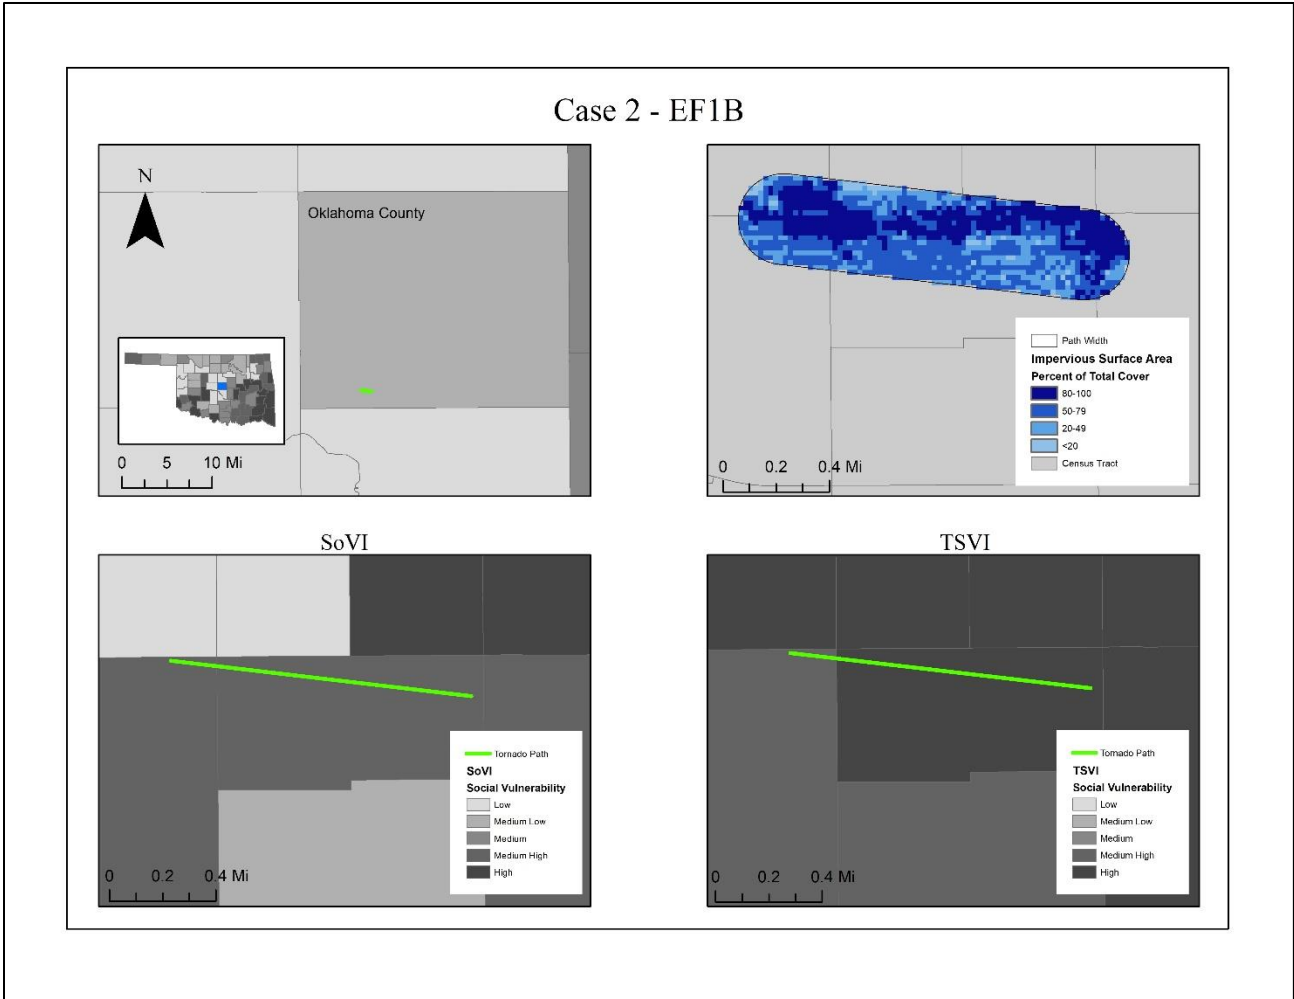 Case 2 - EF1B
N
Oklahoma County
0 5 10 Mi
Path Width
Impervious Surface Area
Percent of Total Cover
80-100
50-79
20-49
<20
Census Tract
0 0.2 0.4 Mi
SoVI
Tornado Path
SoVI
Social Vulnerability
Low
Medium Low
Medium
Medium High
High
0 0.2 0.4 Mi
TSVI
Tornado Path
TSVI
Social Vulnerability
Low
Medium Low
Medium
Medium High
High
0 0.2 0.4 Mi